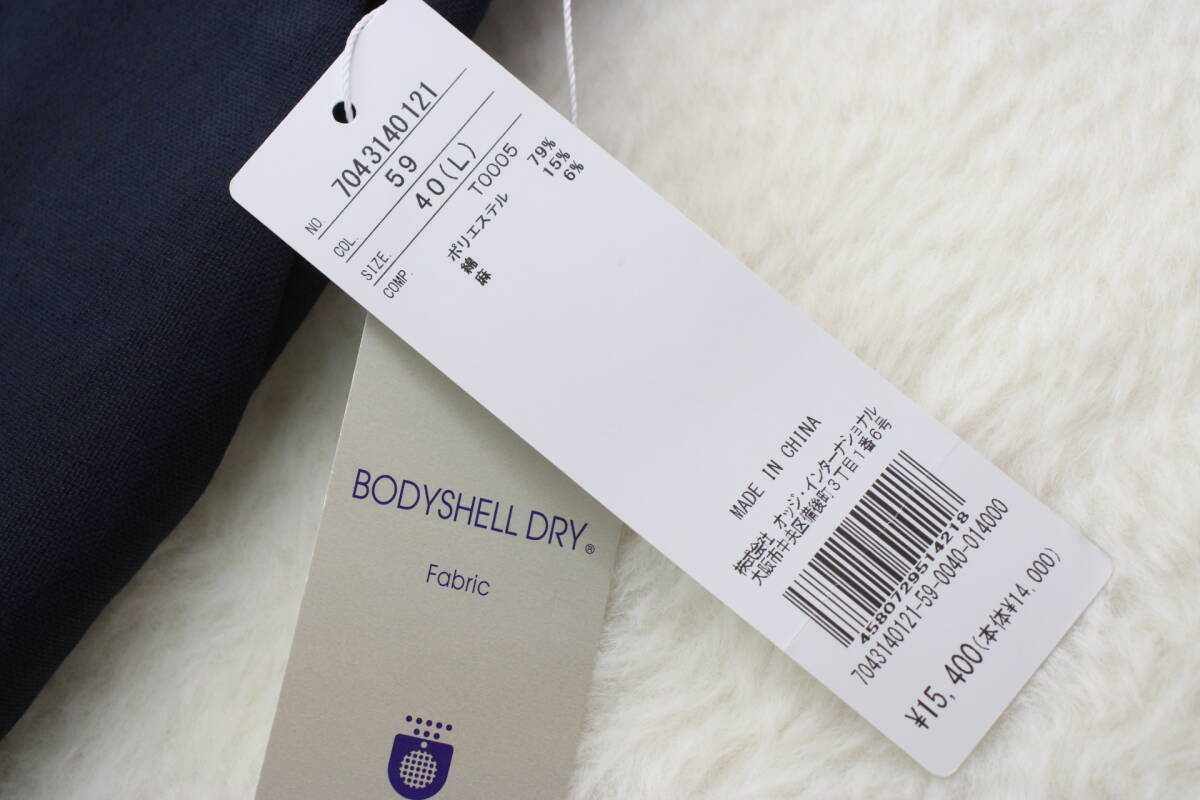 NO. 7043140121
COL. 59
SIZE. 40(L)
COMP. T0005
ポリエステル 79%
綿 15%
麻 6%
MADE IN CHINA
株式会社 オッジ・インターナショナル
大阪市中央区備後町3丁目1番6号
4580729514218
7043140121-59-0040-014000
¥15,400(本体¥14,000)
BODYSHELL DRY®
Fabric